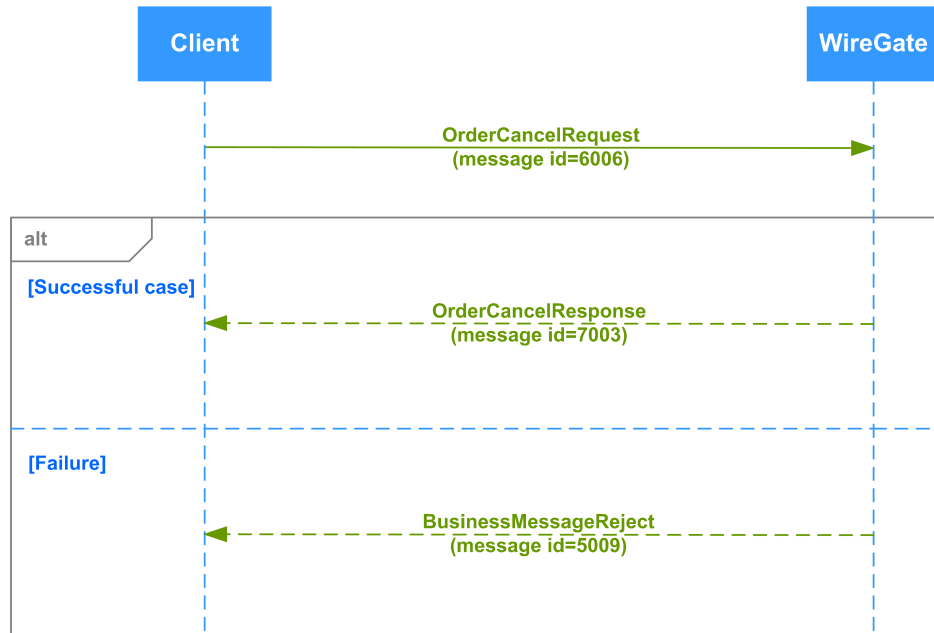 Client
WireGate
OrderCancelRequest
(message id=6006)
alt
[Successful case]
OrderCancelResponse
(message id=7003)
[Failure]
BusinessMessageReject
(message id=5009)